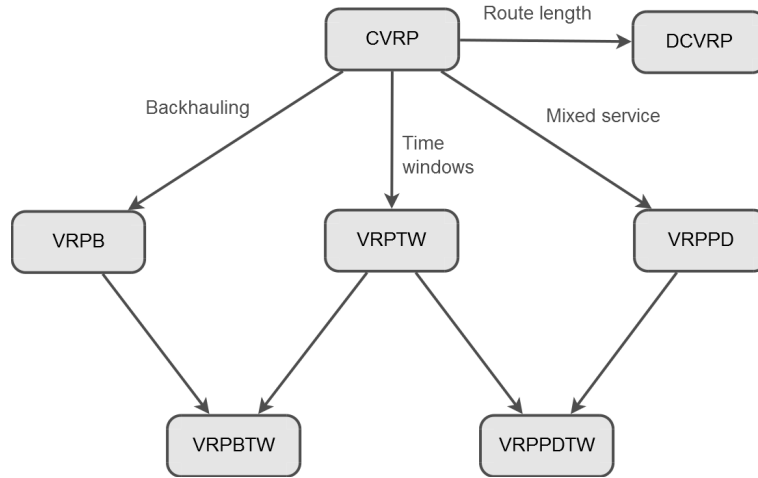 Route length
CVRP
DCVRP
Backhauling
Mixed service
Time
windows
VRPB
VRPTW
VRPPD
VRPBTW
VRPPDTW